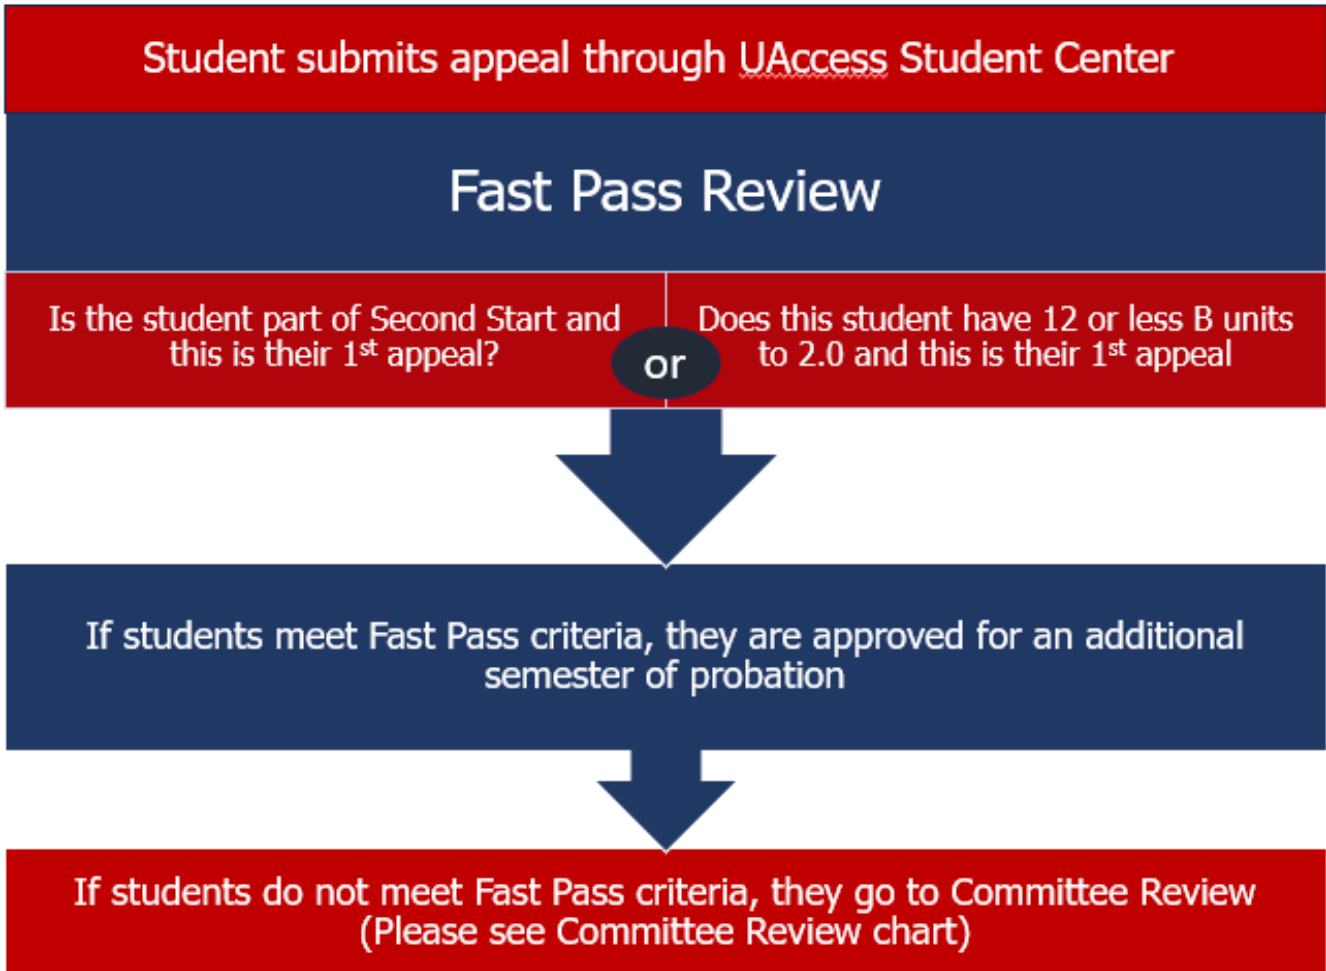 Student submits appeal through UAccess Student Center
Fast Pass Review
Is the student part of Second Start and
this is their 1st appeal?
or
Does this student have 12 or less B units
to 2.0 and this is their 1st appeal
If students meet Fast Pass criteria, they are approved for an additional
semester of probation
If students do not meet Fast Pass criteria, they go to Committee Review
(Please see Committee Review chart)